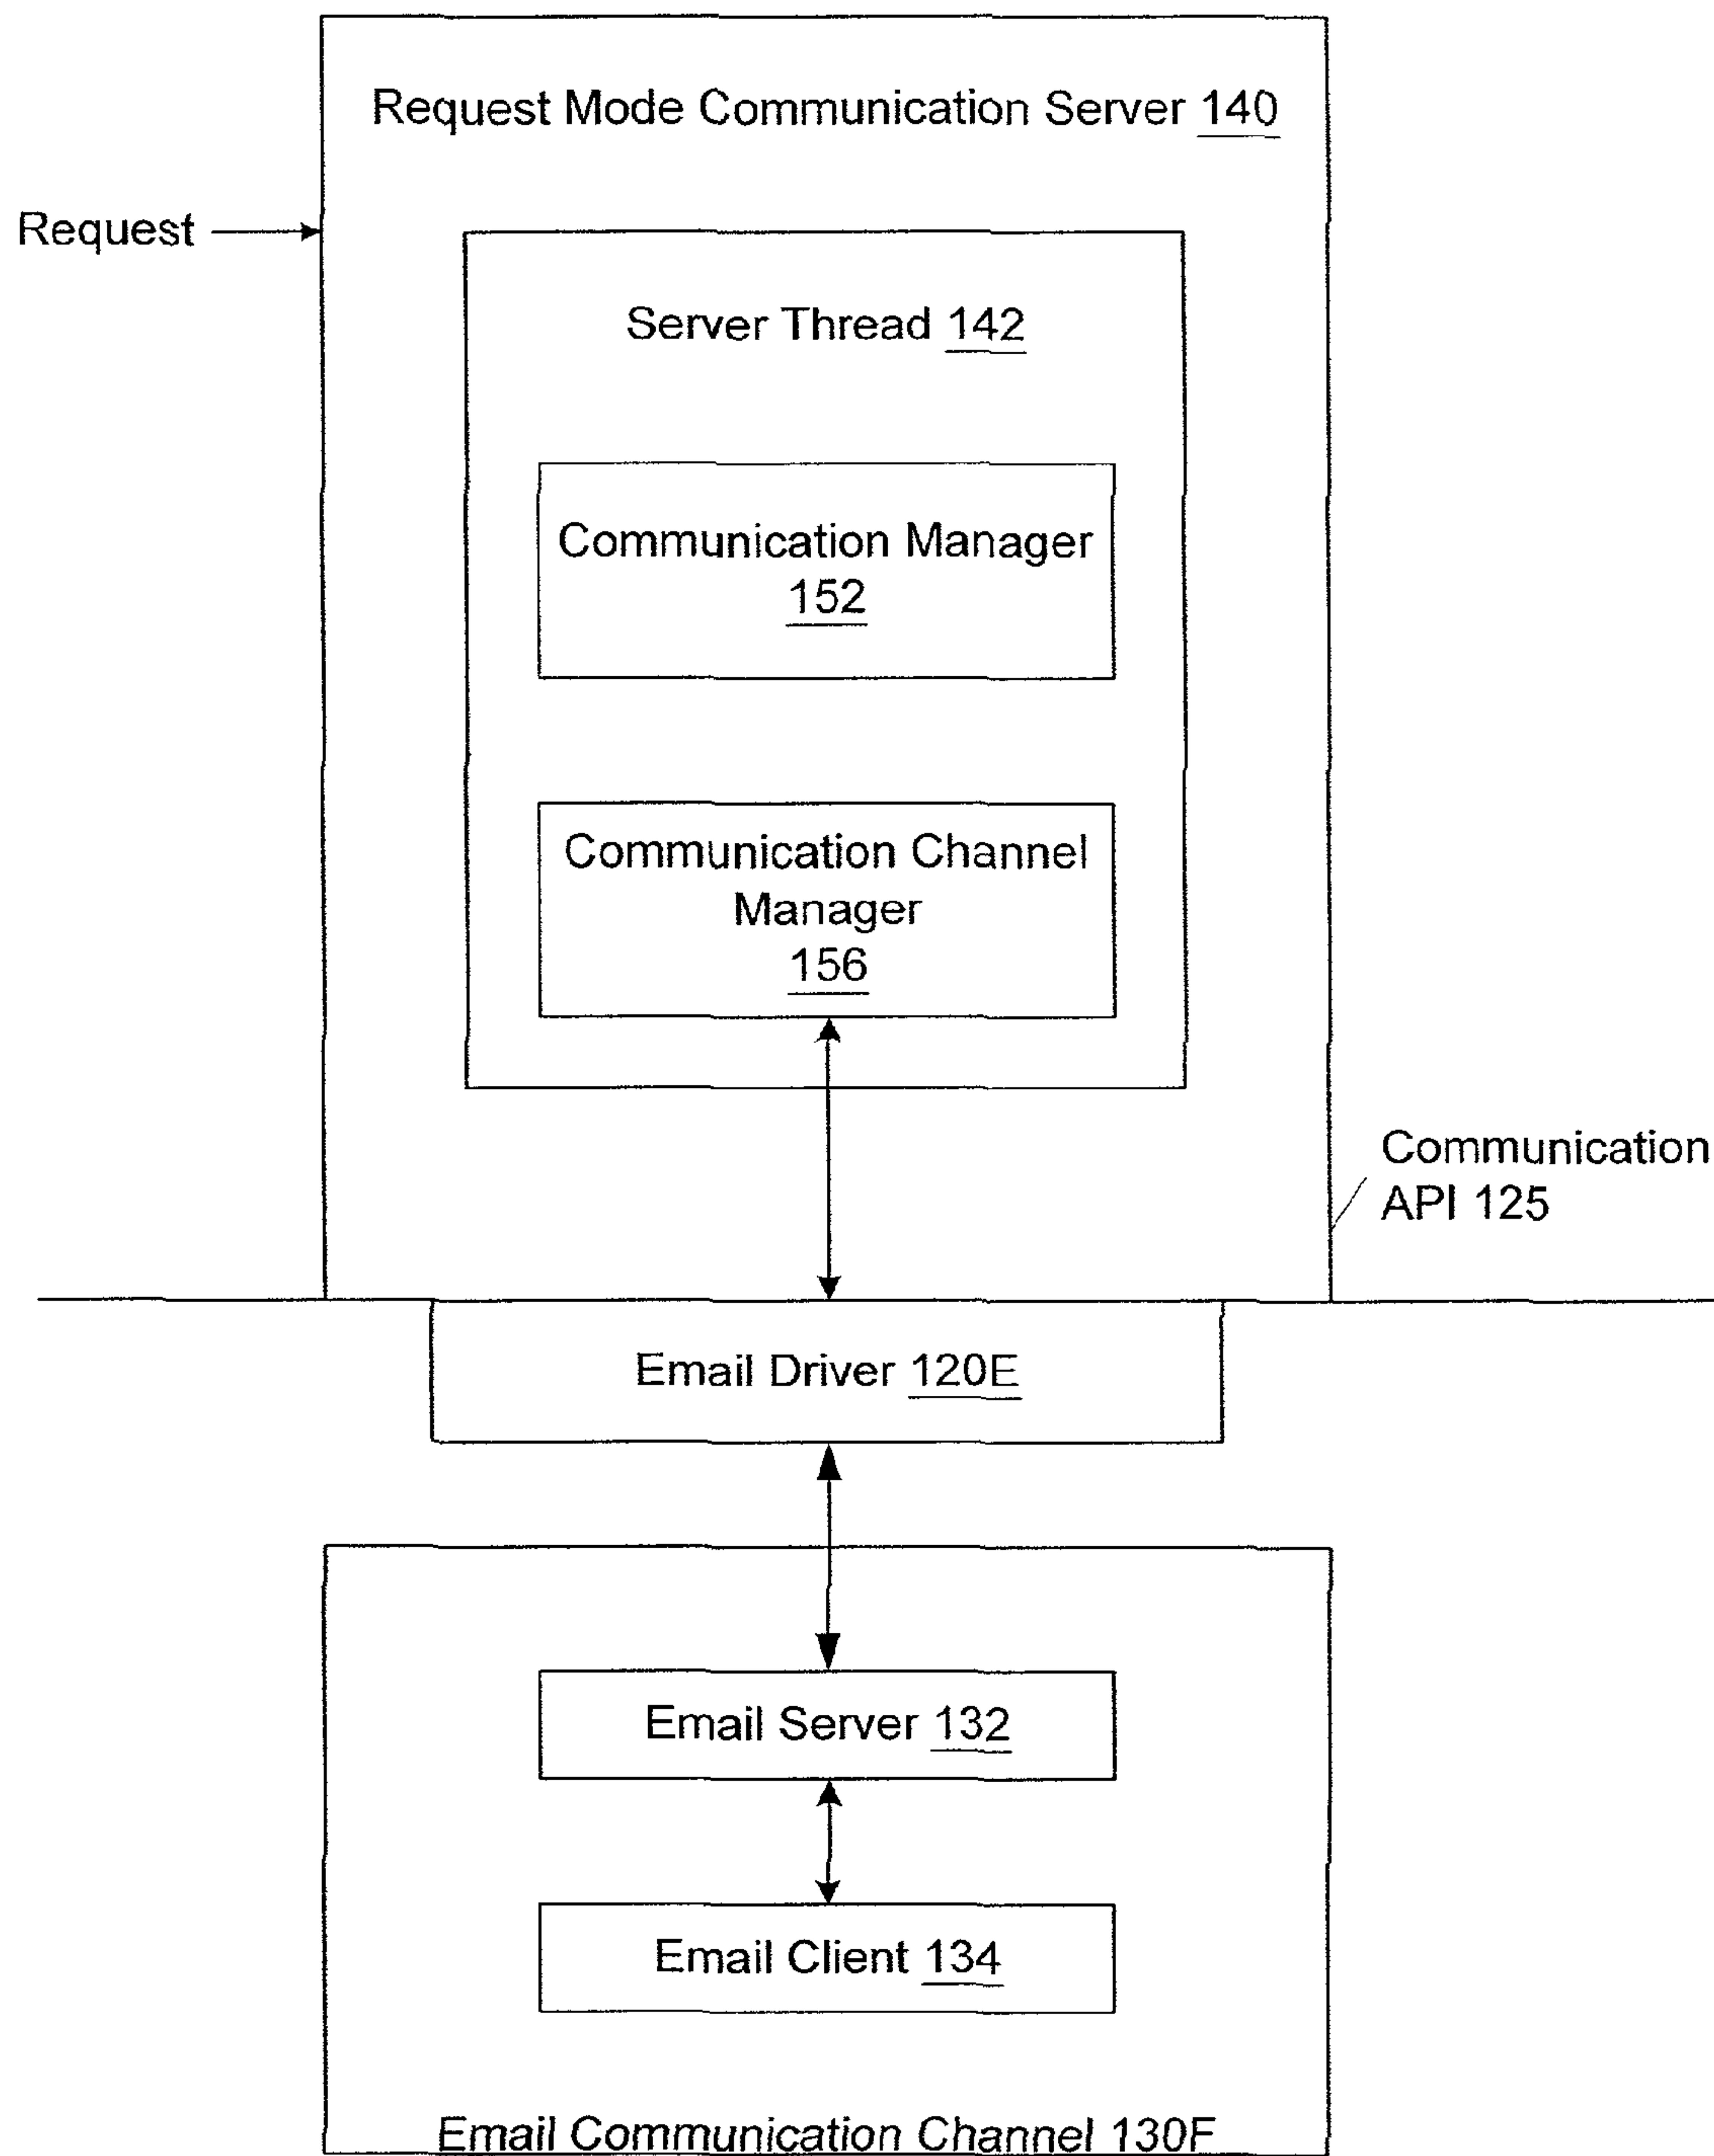 Request Mode Communication Server 140
Request
Server Thread 142
Communication Manager
152
Communication Channel
Manager
156
Communication
API 125
Email Driver 120E
Email Server 132
Email Client 134
Email Communication Channel 130F